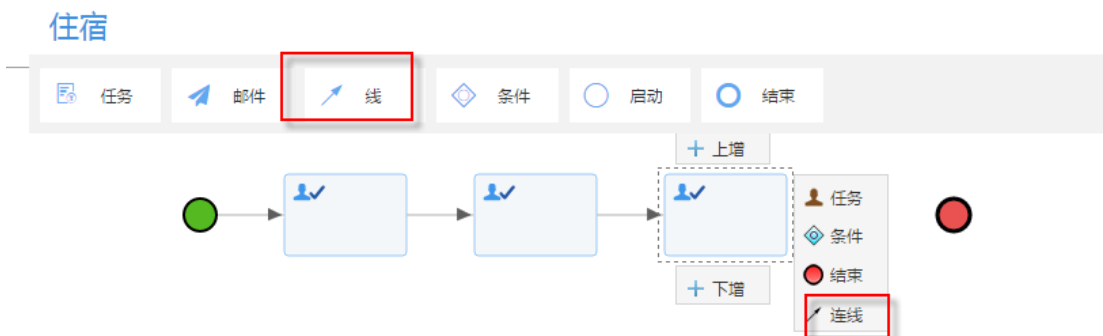 住宿
任务 邮件 线 条件 启动 结束
上增
任务
条件
结束
下增
连线